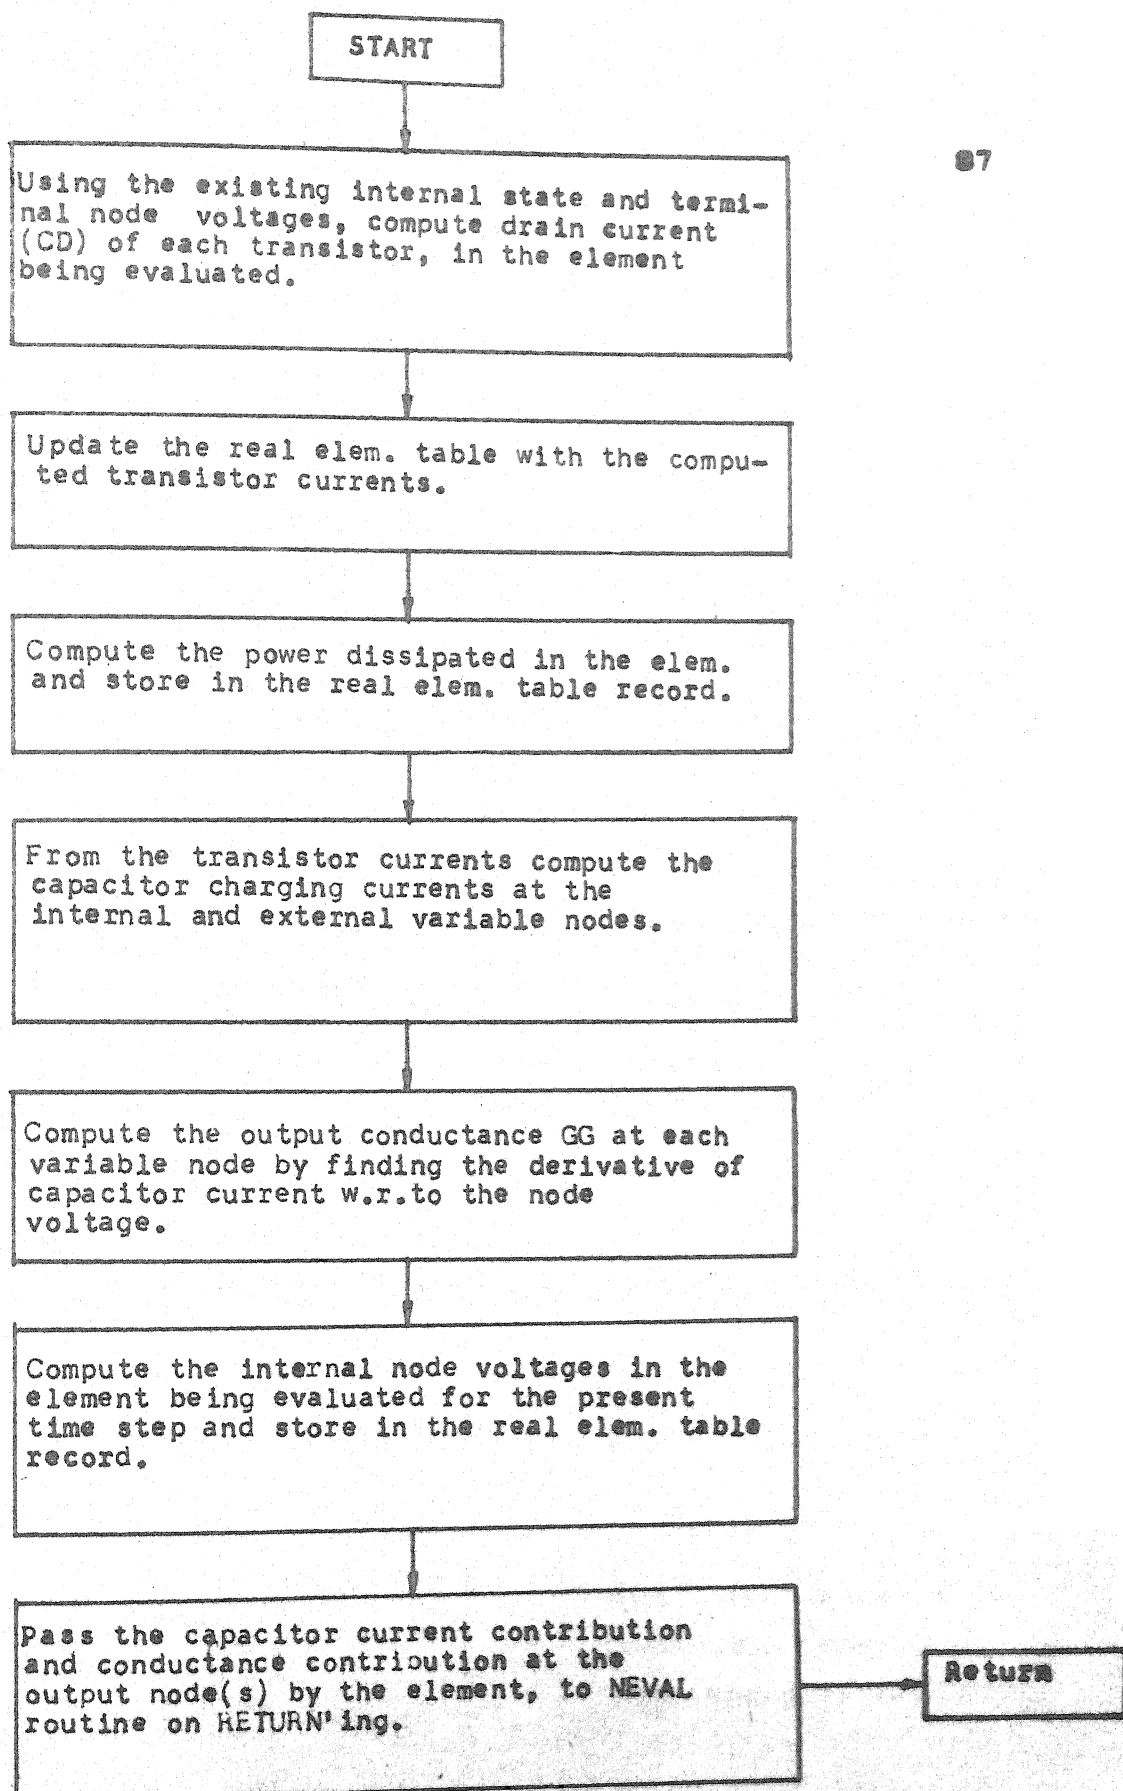 START
87
Using the existing internal state and termi-
nal node voltages, compute drain current
(CD) of each transistor, in the element
being evaluated.
Update the real elem. table with the compu-
ted transistor currents.
Compute the power dissipated in the elem.
and store in the real elem. table record.
From the transistor currents compute the
capacitor charging currents at the
internal and external variable nodes.
Compute the output conductance GG at each
variable node by finding the derivative of
capacitor current w.r.to the node
voltage.
Compute the internal node voltages in the
element being evaluated for the present
time step and store in the real elem. table
record.
Pass the capacitor current contribution
and conductance contribution at the
output node(s) by the element, to NEVAL
routine on RETURN'ing.
Return